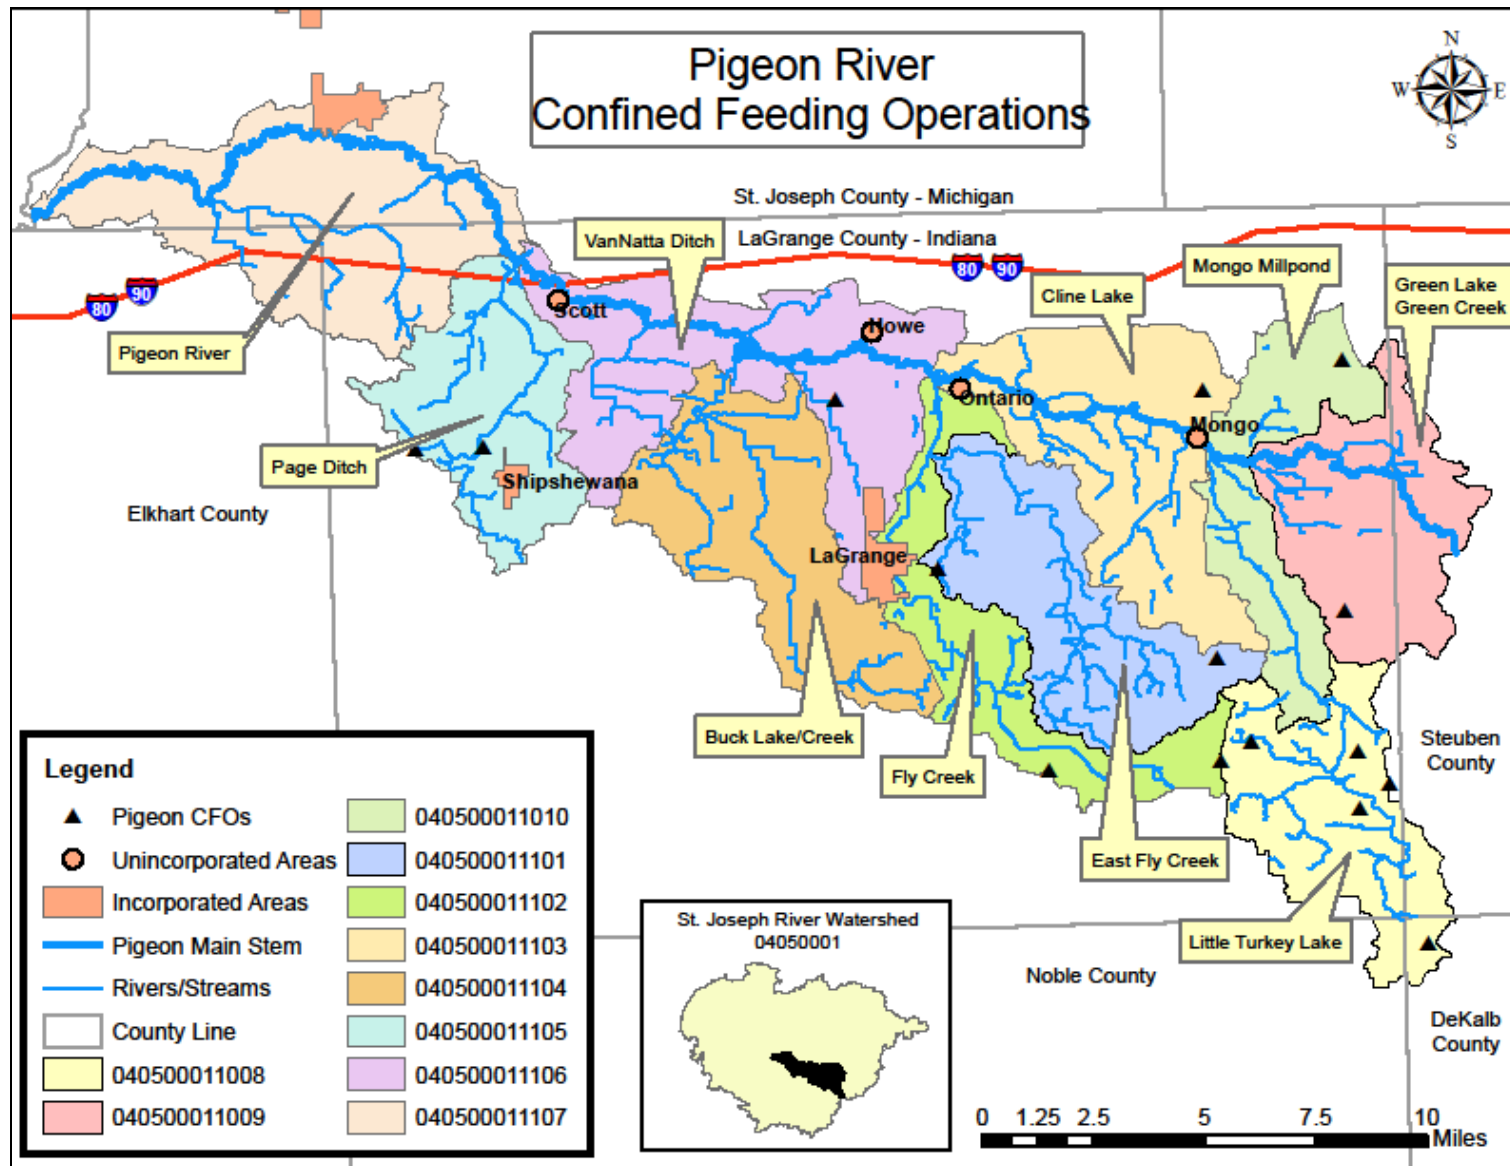 Pigeon River
Confined Feeding Operations
N
W
E
S
St. Joseph County - Michigan
LaGrange County - Indiana
VanNatta Ditch
80
90
80
90
Cline Lake
Mongo Millpond
Green Lake
Green Creek
Pigeon River
Scott
Howe
Ontario
Mongo
Page Ditch
Shipshewana
Elkhart County
LaGrange
Buck Lake/Creek
Fly Creek
East Fly Creek
Steuben
County
Little Turkey Lake
Noble County
DeKalb
County
Legend
Pigeon CFOs
Unincorporated Areas
Incorporated Areas
Pigeon Main Stem
Rivers/Streams
County Line
040500011008
040500011009
040500011010
040500011101
040500011102
040500011103
040500011104
040500011105
040500011106
040500011107
St. Joseph River Watershed
04050001
0 1.25 2.5 5 7.5 10
Miles